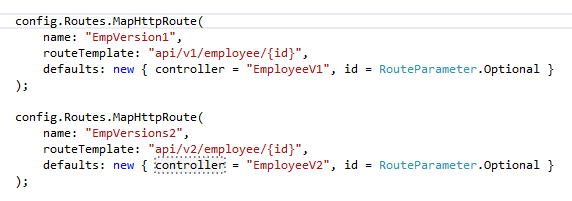 config.Routes.MapHttpRoute(
name: "EmpVersion1",
routeTemplate: "api/v1/employee/{id}",
defaults: new { controller = "EmployeeV1", id = RouteParameter.Optional }
);
config.Routes.MapHttpRoute(
name: "EmpVersions2",
routeTemplate: "api/v2/employee/{id}",
defaults: new { controller = "EmployeeV2", id = RouteParameter.Optional }
);